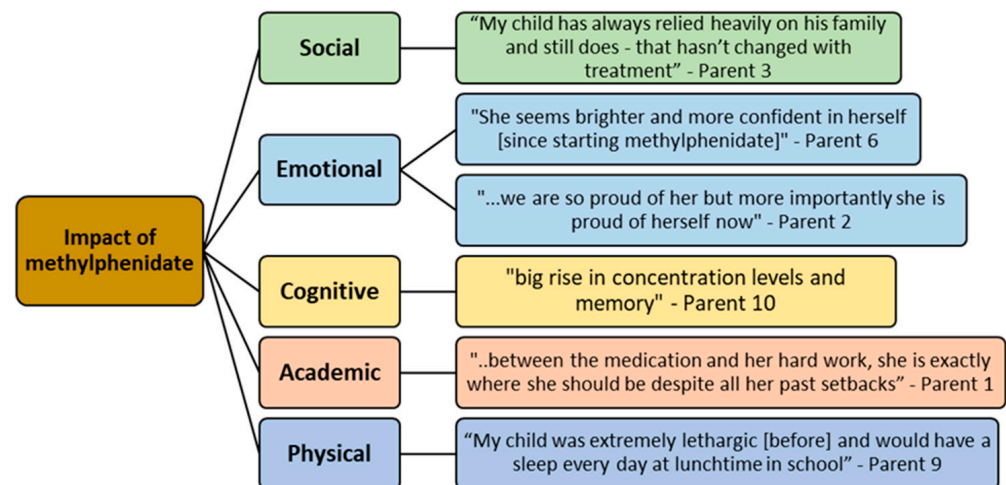 Impact of
methylphenidate
Social
“My child has always relied heavily on his family
and still does - that hasn’t changed with
treatment” - Parent 3
Emotional
"She seems brighter and more confident in herself
[since starting methylphenidate]" - Parent 6
"...we are so proud of her but more importantly she is
proud of herself now" - Parent 2
Cognitive
"big rise in concentration levels and
memory" - Parent 10
Academic
"..between the medication and her hard work, she is exactly
where she should be despite all her past setbacks” - Parent 1
Physical
“My child was extremely lethargic [before] and would have a
sleep every day at lunchtime in school” - Parent 9